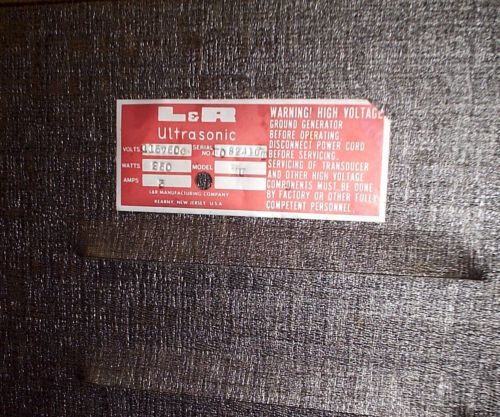 L&R
Ultrasonic
VOLTS SERIAL NO.
WATTS MODEL
AMPS 2
L&R MANUFACTURING COMPANY
KEARNY, NEW JERSEY U.S.A.
WARNING! HIGH VOLTAGE
GROUND GENERATOR
BEFORE OPERATING.
DISCONNECT POWER CORD
BEFORE SERVICING.
SERVICING OF TRANSDUCER
AND OTHER HIGH VOLTAGE
COMPONENTS MUST BE DONE
BY FACTORY OR OTHER FULLY
COMPETENT PERSONNEL.